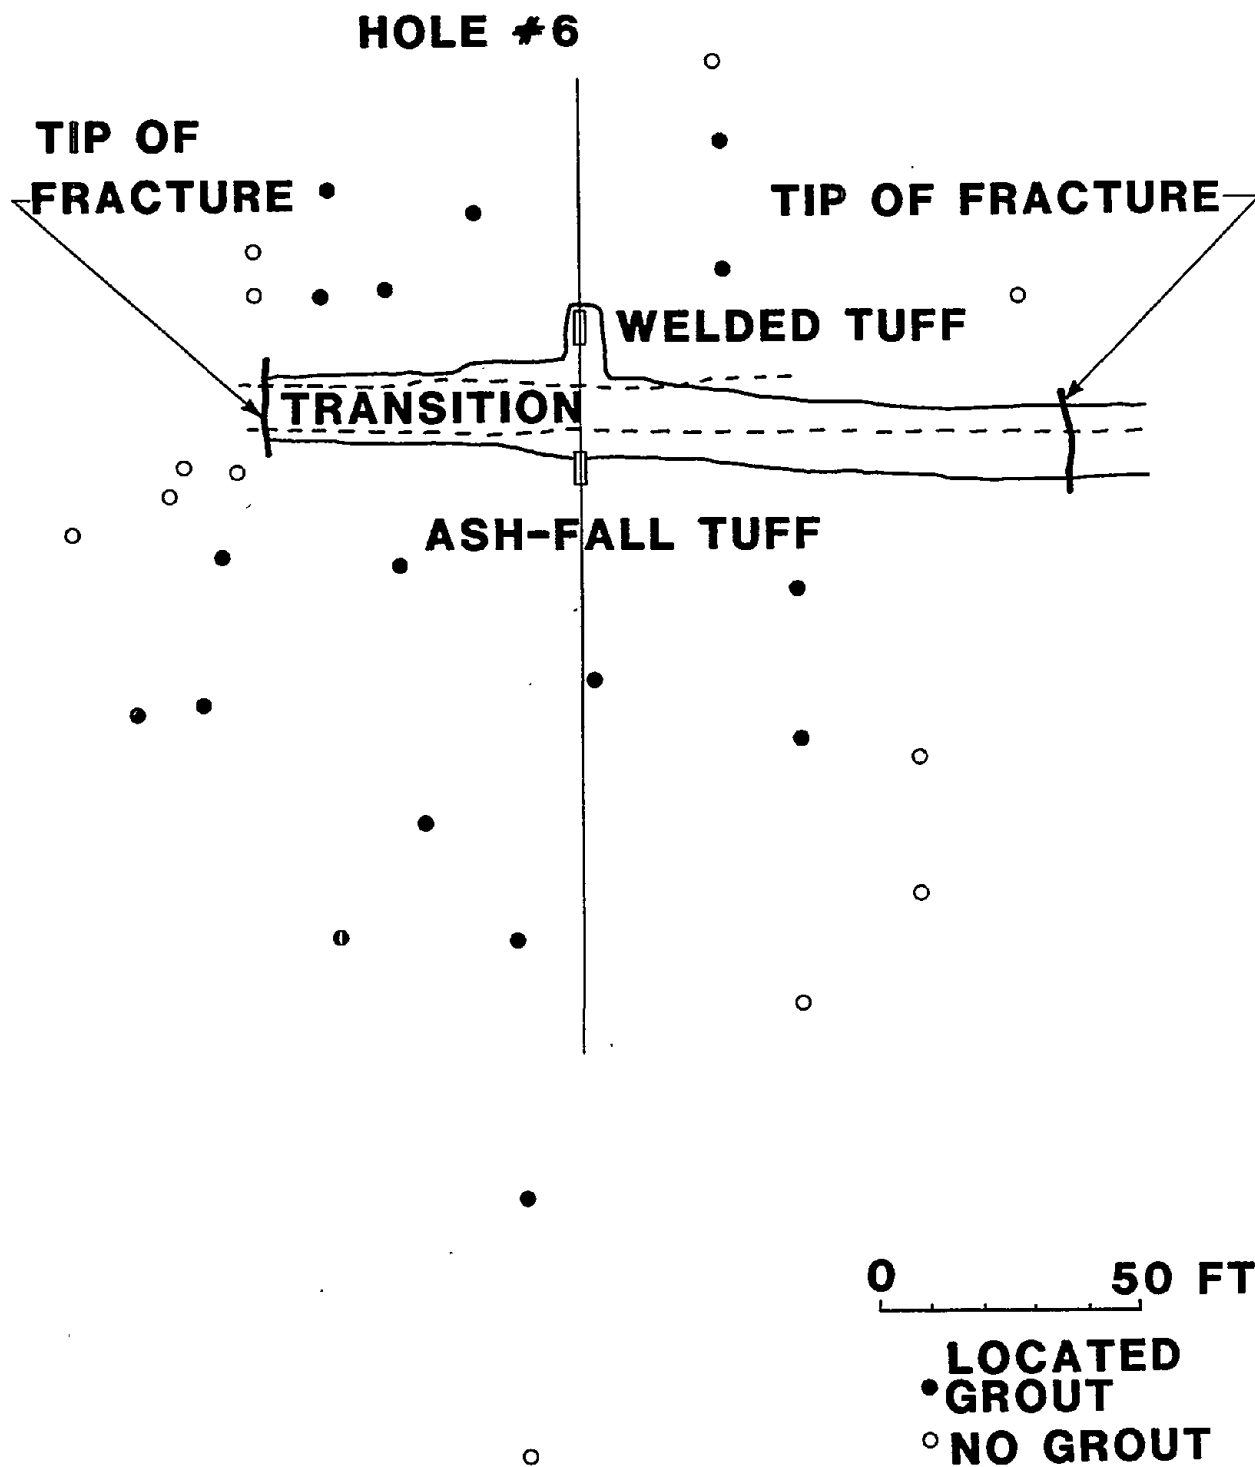 HOLE #6
TIP OF
FRACTURE
TIP OF FRACTURE
WELDED TUFF
TRANSITION
ASH-FALL TUFF
0 50 FT
LOCATED
GROUT
NO GROUT